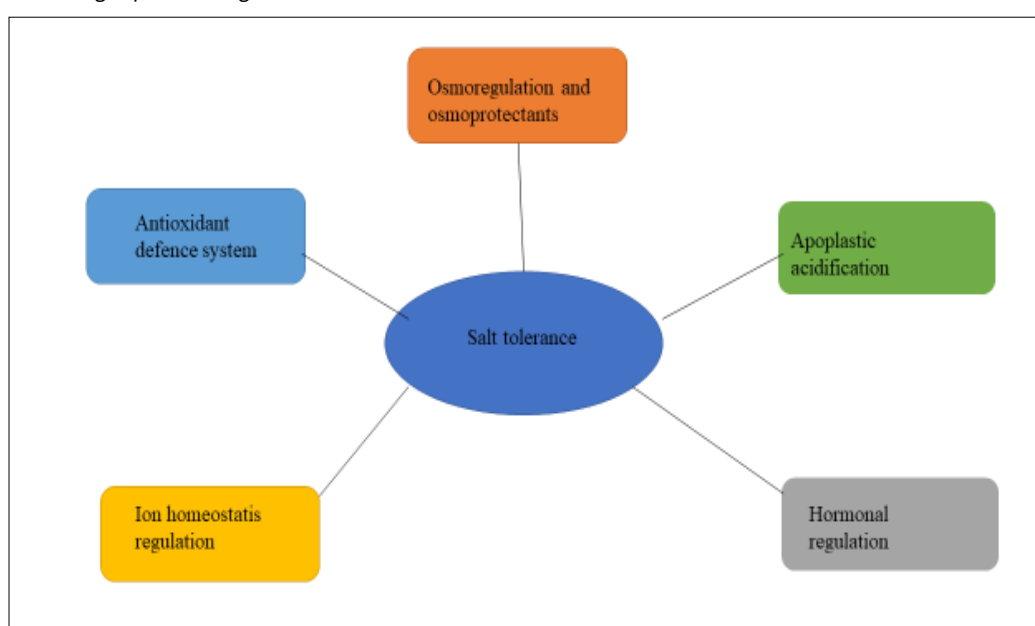 Osmoregulation and
osmoprotectants
Antioxidant
defence system
Apoplastic
acidification
Salt tolerance
Ion homeostatis
regulation
Hormonal
regulation